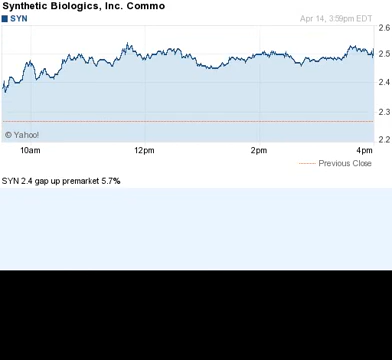 Synthetic Biologics, Inc. Commo
SYN Apr 14, 3:59pm EDT
2.6
2.5
2.4
2.3
2.2
© Yahoo!
10am 12pm 2pm 4pm
Previous Close
SYN 2.4 gap up premarket 5.7%